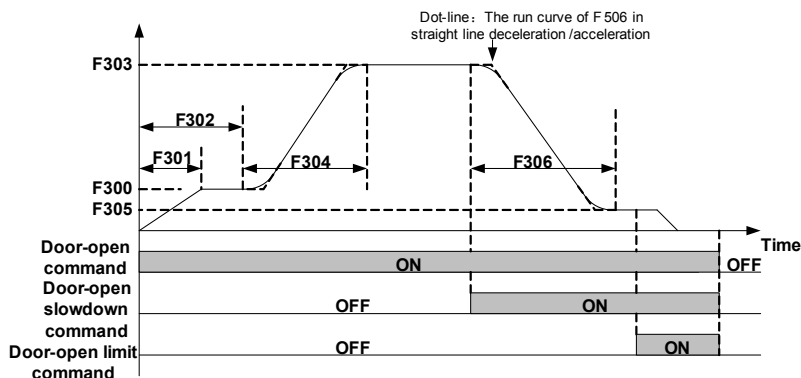 Dot-line：The run curve of F506 in
straight line deceleration/acceleration
F303
F302
F301
F304
F306
F300
F305
Time
Door-open
command
ON
OFF
Door-open
slowdown
command
OFF
ON
Door-open limit
command
OFF
ON